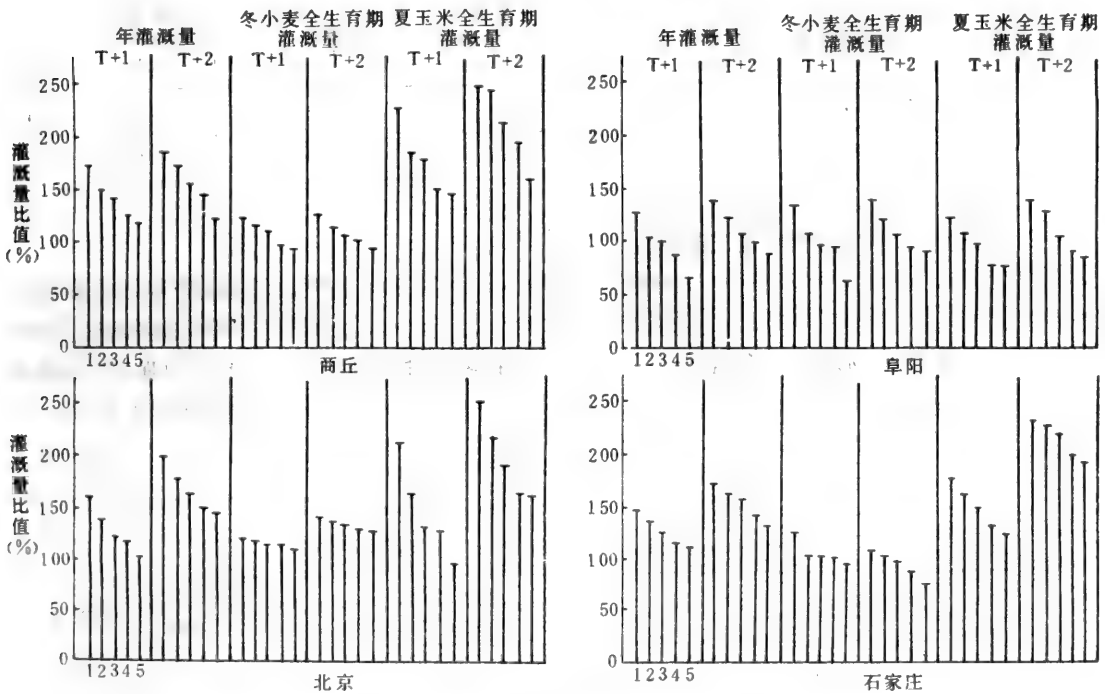 年灌溉量
冬小麦全生育期
灌溉量
夏玉米全生育期
灌溉量
T+1
T+2
T+1
T+2
T+1
T+2
灌溉量比值
(%)
250
200
150
100
50
0
12345
商丘
年灌溉量
冬小麦全生育期
灌溉量
夏玉米全生育期
灌溉量
T+1
T+2
T+1
T+2
T+1
T+2
250
200
150
100
50
0
12345
阜阳
灌溉量比值
(%)
250
200
150
100
50
0
12345
北京
250
200
150
100
50
0
12345
石家庄